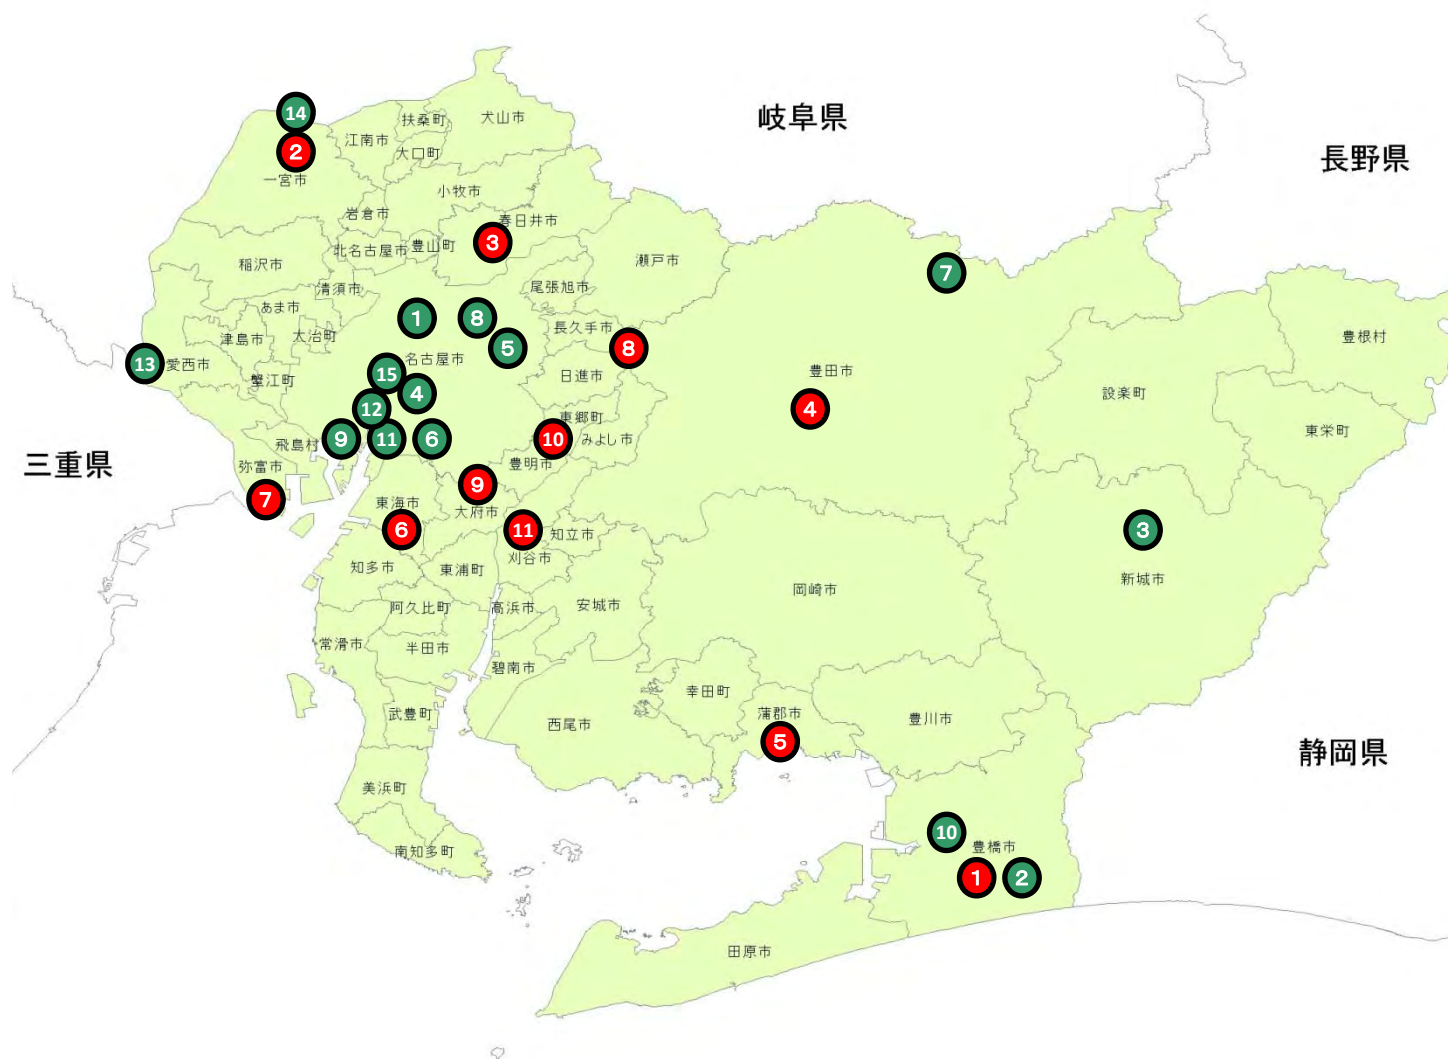 岐阜県
長野県
三重県
静岡県
14
2
一宮市
江南市
扶桑町
大口町
犬山市
小牧市
岩倉市
春日井市
3
北名古屋市
豊山町
稲沢市
清須市
瀬戸市
尾張旭市
7
あま市
津島市
大治町
1
8
5
長久手市
8
13
愛西市
名古屋市
蟹江町
15
4
日進市
豊田市
4
設楽町
豊根村
東栄町
12
9
11
6
東郷町
10
みよし市
飛島村
弥富市
7
豊明市
9
東海市
6
大府市
11
知立市
刈谷市
3
新城市
知多市
東浦町
岡崎市
阿久比町
高浜市
安城市
常滑市
半田市
碧南市
武豊町
西尾市
幸田町
蒲郡市
5
豊川市
美浜町
南知多町
10
豊橋市
1
2
田原市